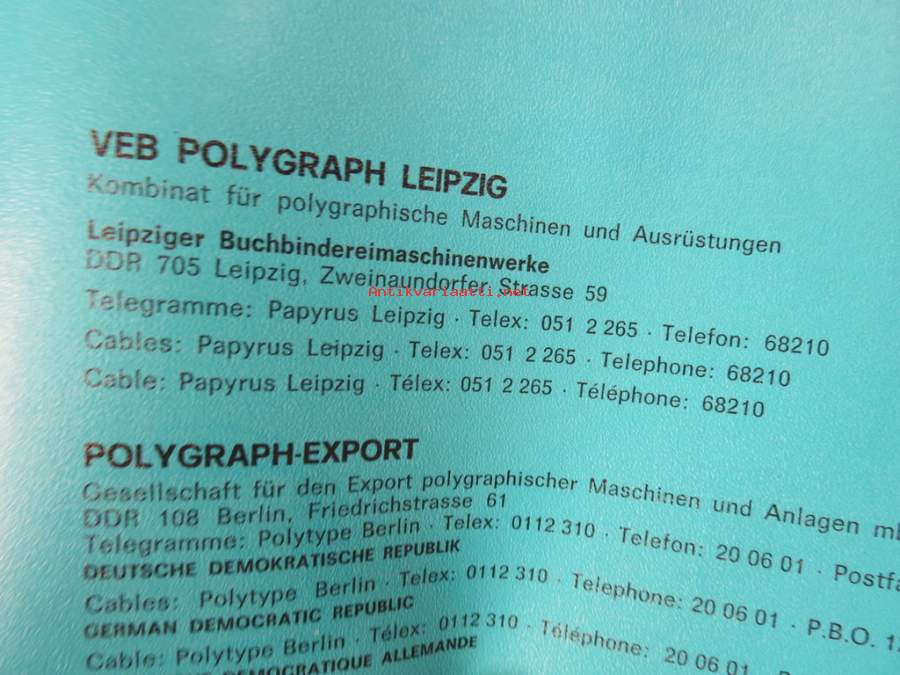 VEB POLYGRAPH LEIPZIG
Kombinat für polygraphische Maschinen und Ausrüstungen
Leipziger Buchbindereimaschinenwerke
DDR 705 Leipzig, Zweinaundorfer Strasse 59
Antikvariaatti.net
Telegramme: Papyrus Leipzig · Telex: 051 2 265 · Telefon: 68210
Cables: Papyrus Leipzig · Telex: 051 2 265 · Telephone: 68210
Cable: Papyrus Leipzig · Télex: 051 2 265 · Téléphone: 68210
POLYGRAPH-EXPORT
Gesellschaft für den Export polygraphischer Maschinen und Anlagen
DDR 108 Berlin, Friedrichstrasse 61
Telegramme: Polytype Berlin · Telex: 0112 310 · Telefon: 20 06 01 ·
DEUTSCHE DEMOKRATISCHE REPUBLIK
Cables: Polytype Berlin · Telex: 0112 310 · Telephone: 20 06 01 · P.B.O.
GERMAN DEMOCRATIC REPUBLIC
Cable: Polytype Berlin · Télex: 0112 310 · Téléphone: 20 06 01 ·
DEMOCRATIQUE ALLEMANDE